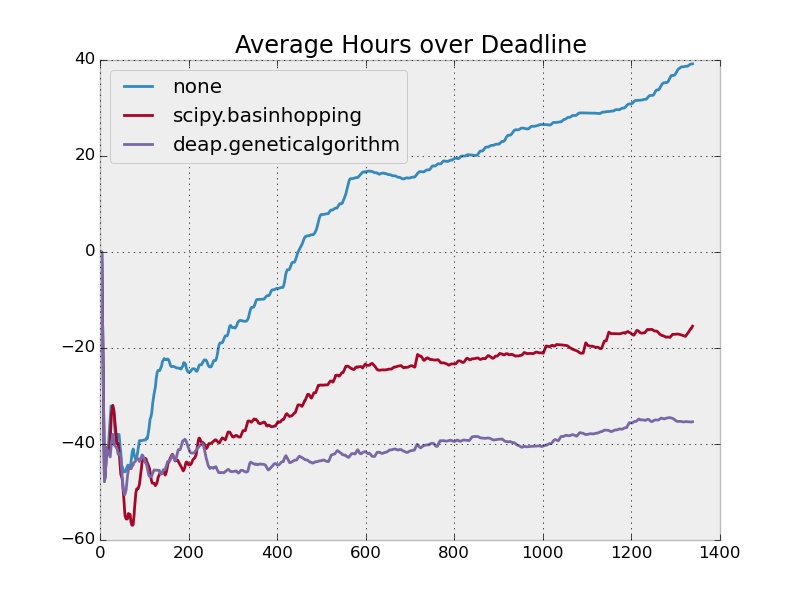 Average Hours over Deadline
none
scipy.basinhopping
deap.geneticalgorithm
40
20
0
−20
−40
−60
0 200 400 600 800 1000 1200 1400